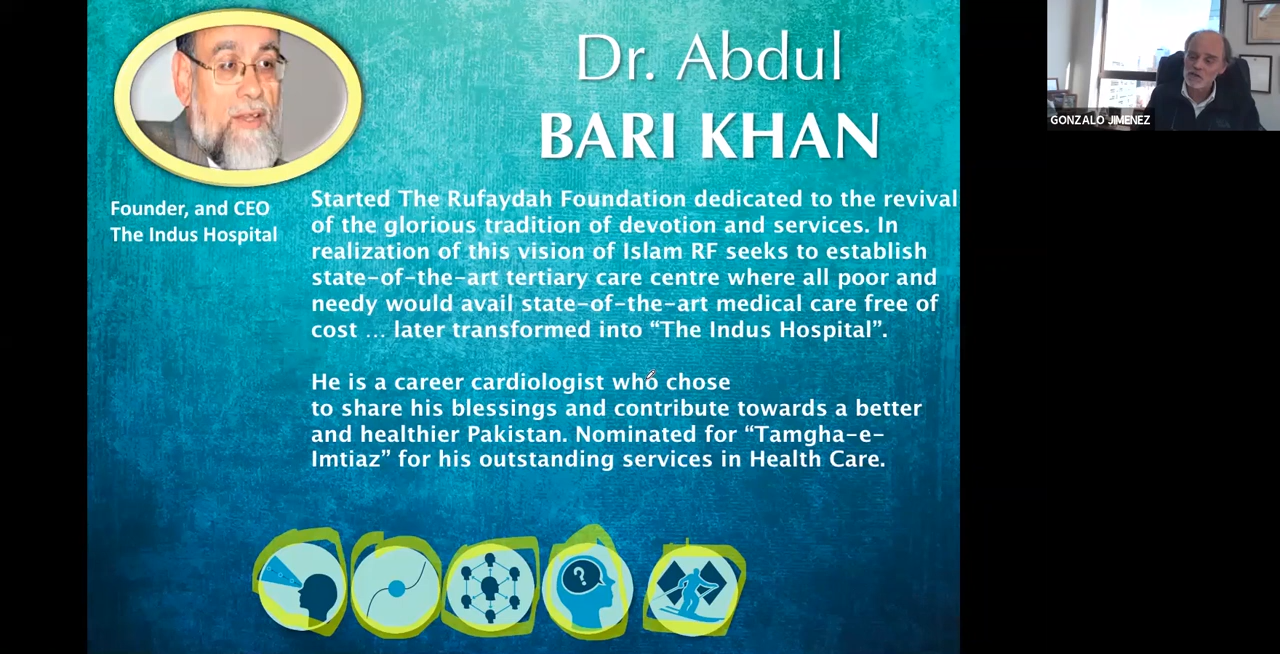 Dr. Abdul
BARI KHAN
Founder, and CEO
The Indus Hospital
Started The Rufaydah Foundation dedicated to the revival
of the glorious tradition of devotion and services. In
realization of this vision of Islam RF seeks to establish
state-of-the-art tertiary care centre where all poor and
needy would avail state-of-the-art medical care free of
cost … later transformed into “The Indus Hospital”.
He is a career cardiologist who chose
to share his blessings and contribute towards a better
and healthier Pakistan. Nominated for “Tamgha-e-
Imtiaz” for his outstanding services in Health Care.
?
GONZALO JIMENEZ